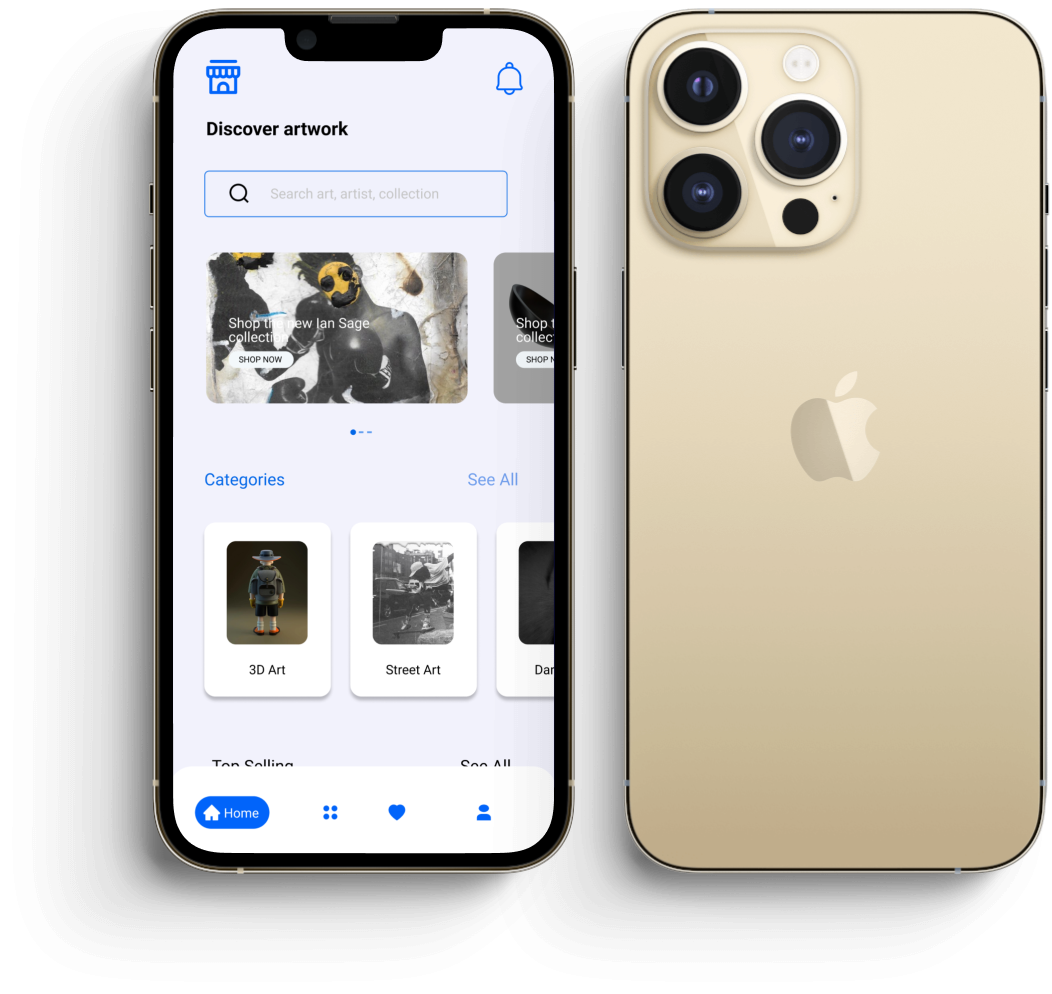 Discover artwork
Search art, artist, collection
Shop the new Ian Sage
collection
SHOP NOW
Shop t
collec
SHOP N
Categories
See All
3D Art
Street Art
Dar
Top Selling
See All
Home